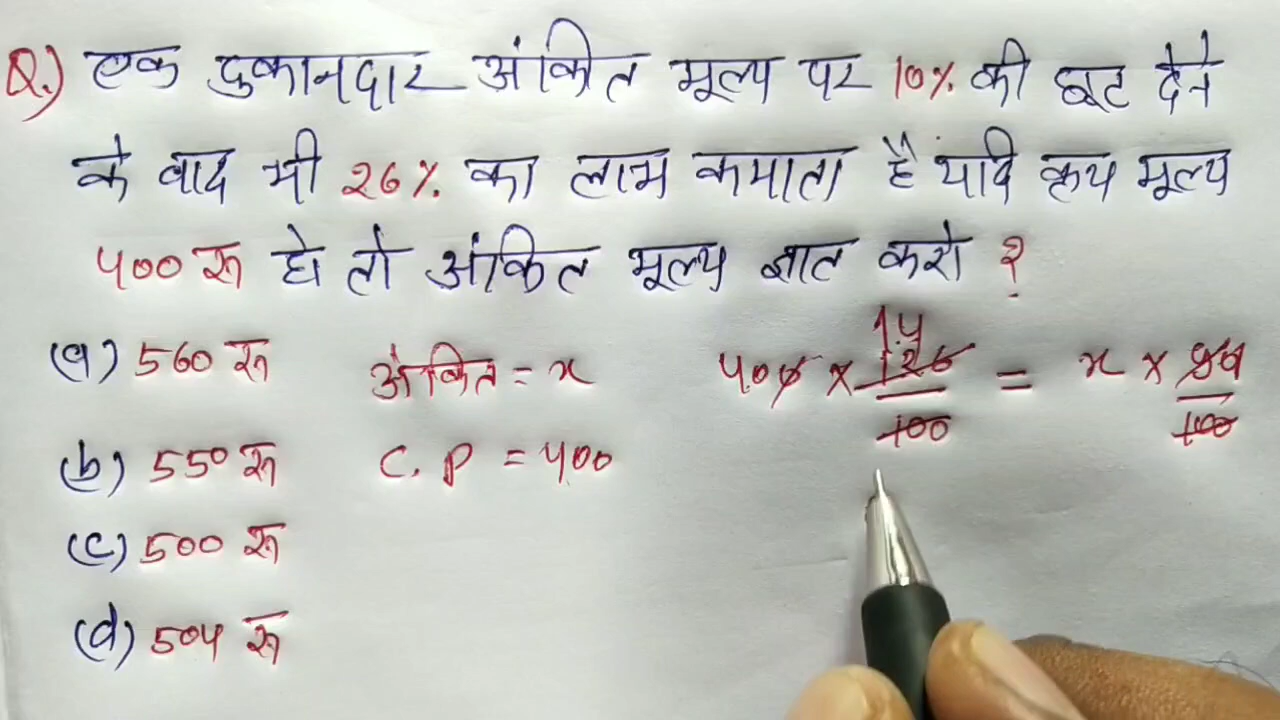 Q.) एक दुकानदार अंकित मूल्य पर 10% की छूट देने
के बाद भी 26% का लाभ कमाता है यदि क्रय मूल्य
400 रू हो तो अंकित मूल्य ज्ञात करो ?
(a) 560 रू
अंकित = x
14
400 × 126 = x × 90
100 100
(b) 550 रू
C.P = 400
(c) 500 रू
(d) 504 रू